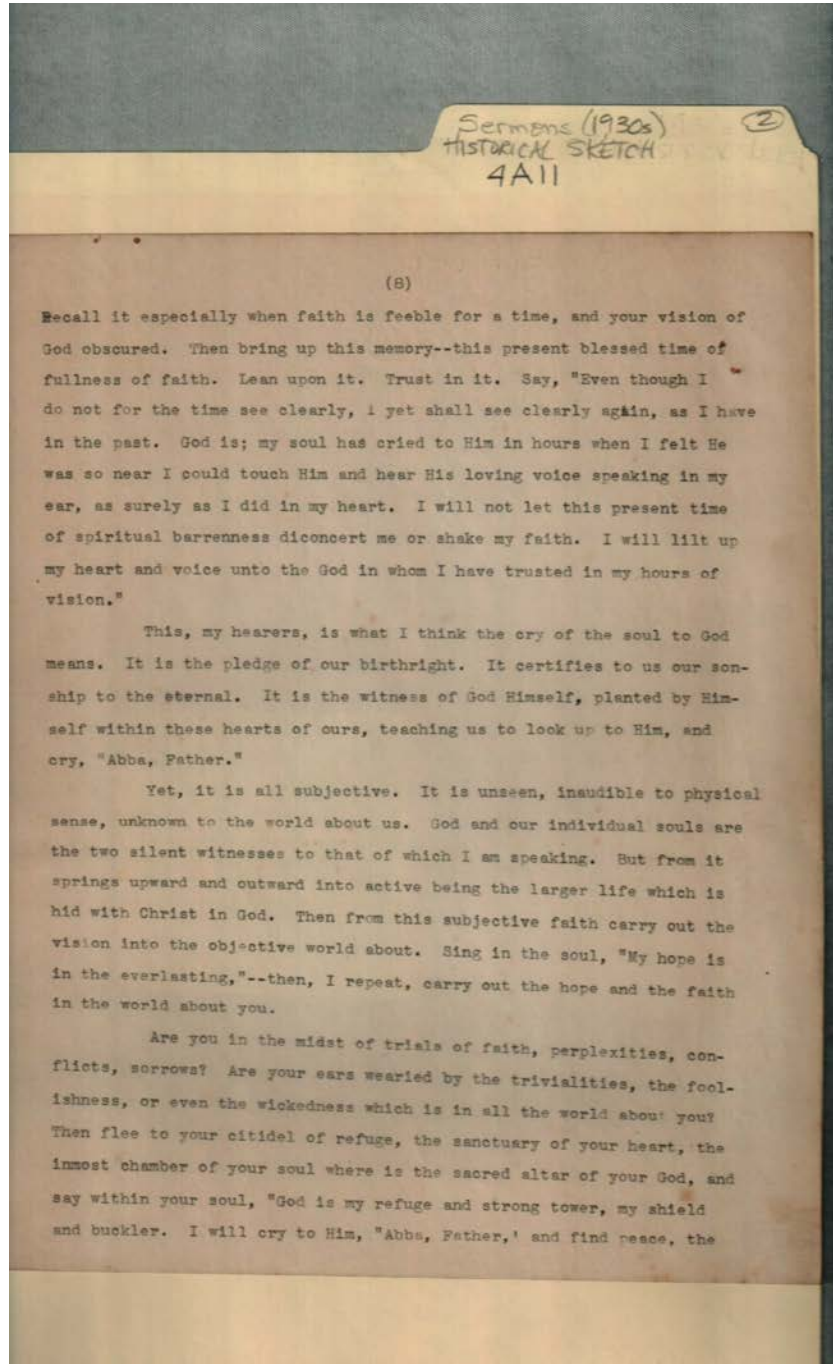 Sermons (1930s) 2
HISTORICAL SKETCH
4A11
(8)
Recall it especially when faith is feeble for a time, and your vision of
God obscured. Then bring up this memory--this present blessed time of
fullness of faith. Lean upon it. Trust in it. Say, "Even though I
do not for the time see clearly, I yet shall see clearly again, as I have
in the past. God is; my soul has cried to Him in hours when I felt He
was so near I could touch Him and hear His loving voice speaking in my
ear, as surely as I did in my heart. I will not let this present time
of spiritual barrenness diconcert me or shake my faith. I will lilt up
my heart and voice unto the God in whom I have trusted in my hours of
vision."
This, my hearers, is what I think the cry of the soul to God
means. It is the pledge of our birthright. It certifies to us our son-
ship to the eternal. It is the witness of God Himself, planted by Him-
self within these hearts of ours, teaching us to look up to Him, and
cry, "Abba, Father."
Yet, it is all subjective. It is unseen, inaudible to physical
sense, unknown to the world about us. God and our individual souls are
the two silent witnesses to that of which I am speaking. But from it
springs upward and outward into active being the larger life which is
hid with Christ in God. Then from this subjective faith carry out the
vision into the objective world about. Sing in the soul, "My hope is
in the everlasting,"--then, I repeat, carry out the hope and the faith
in the world about you.
Are you in the midst of trials of faith, perplexities, con-
flicts, sorrows? Are your ears wearied by the trivialities, the fool-
ishness, or even the wickedness which is in all the world about you?
Then flee to your citidel of refuge, the sanctuary of your heart, the
inmost chamber of your soul where is the sacred altar of your God, and
say within your soul, "God is my refuge and strong tower, my shield
and buckler. I will cry to Him, "Abba, Father,' and find peace, the